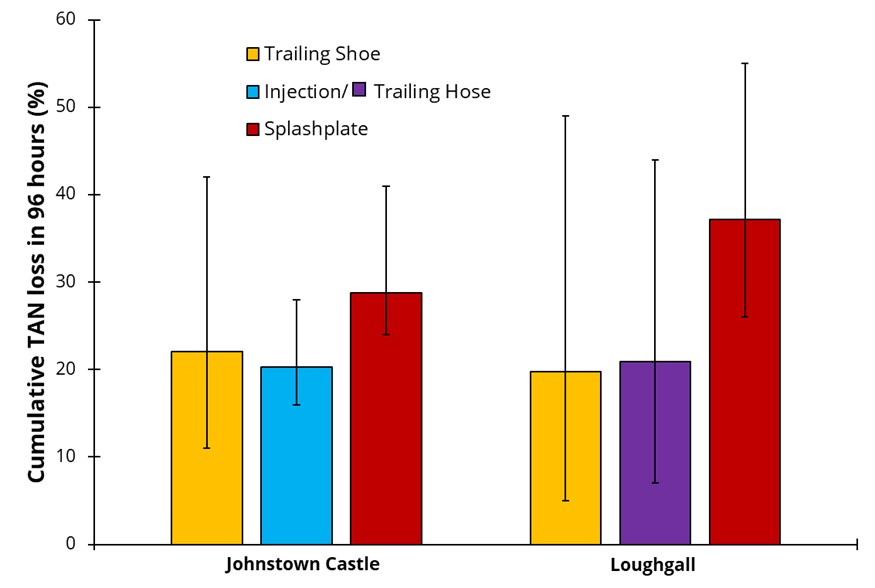 60
50
40
30
20
10
0
Cumulative TAN loss in 96 hours (%)
Trailing Shoe
Injection/ Trailing Hose
Splashplate
Johnstown Castle
Loughgall